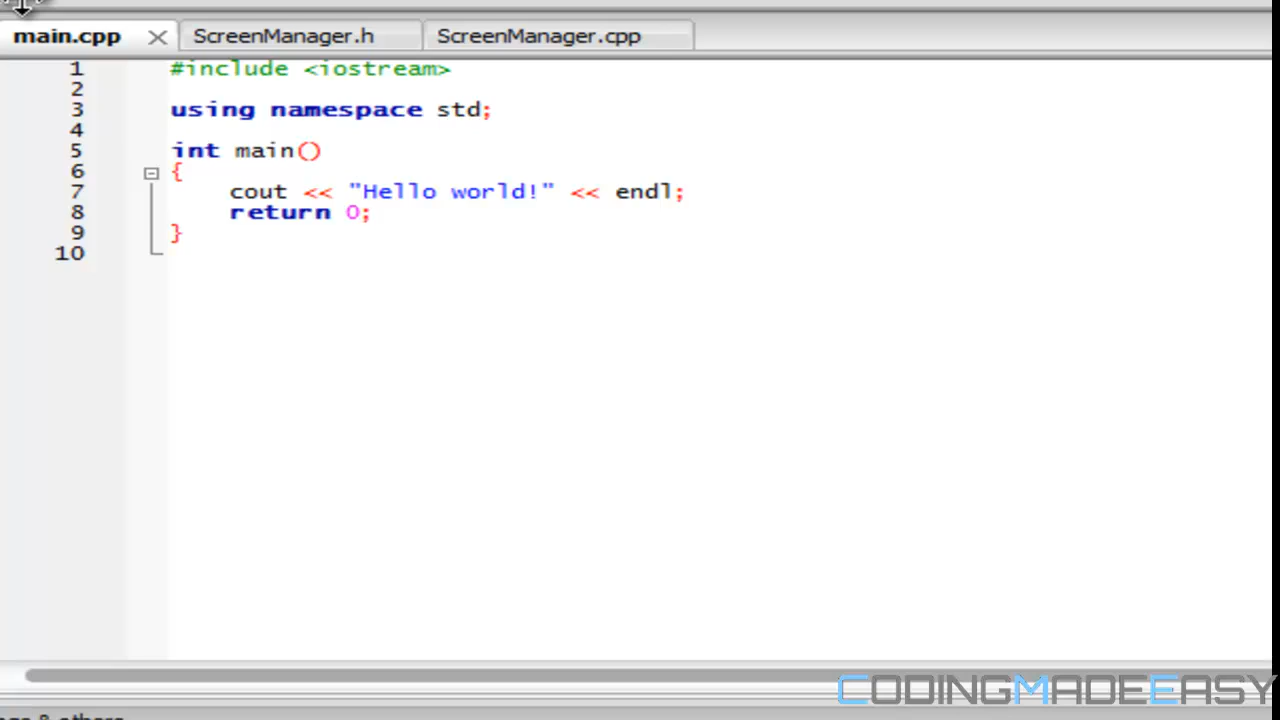 main.cpp ScreenManager.h ScreenManager.cpp
1 #include <iostream>
2
3 using namespace std;
4
5 int main()
6 {
7 cout << "Hello world!" << endl;
8 return 0;
9 }
10
CODINGMADEEASY
& others